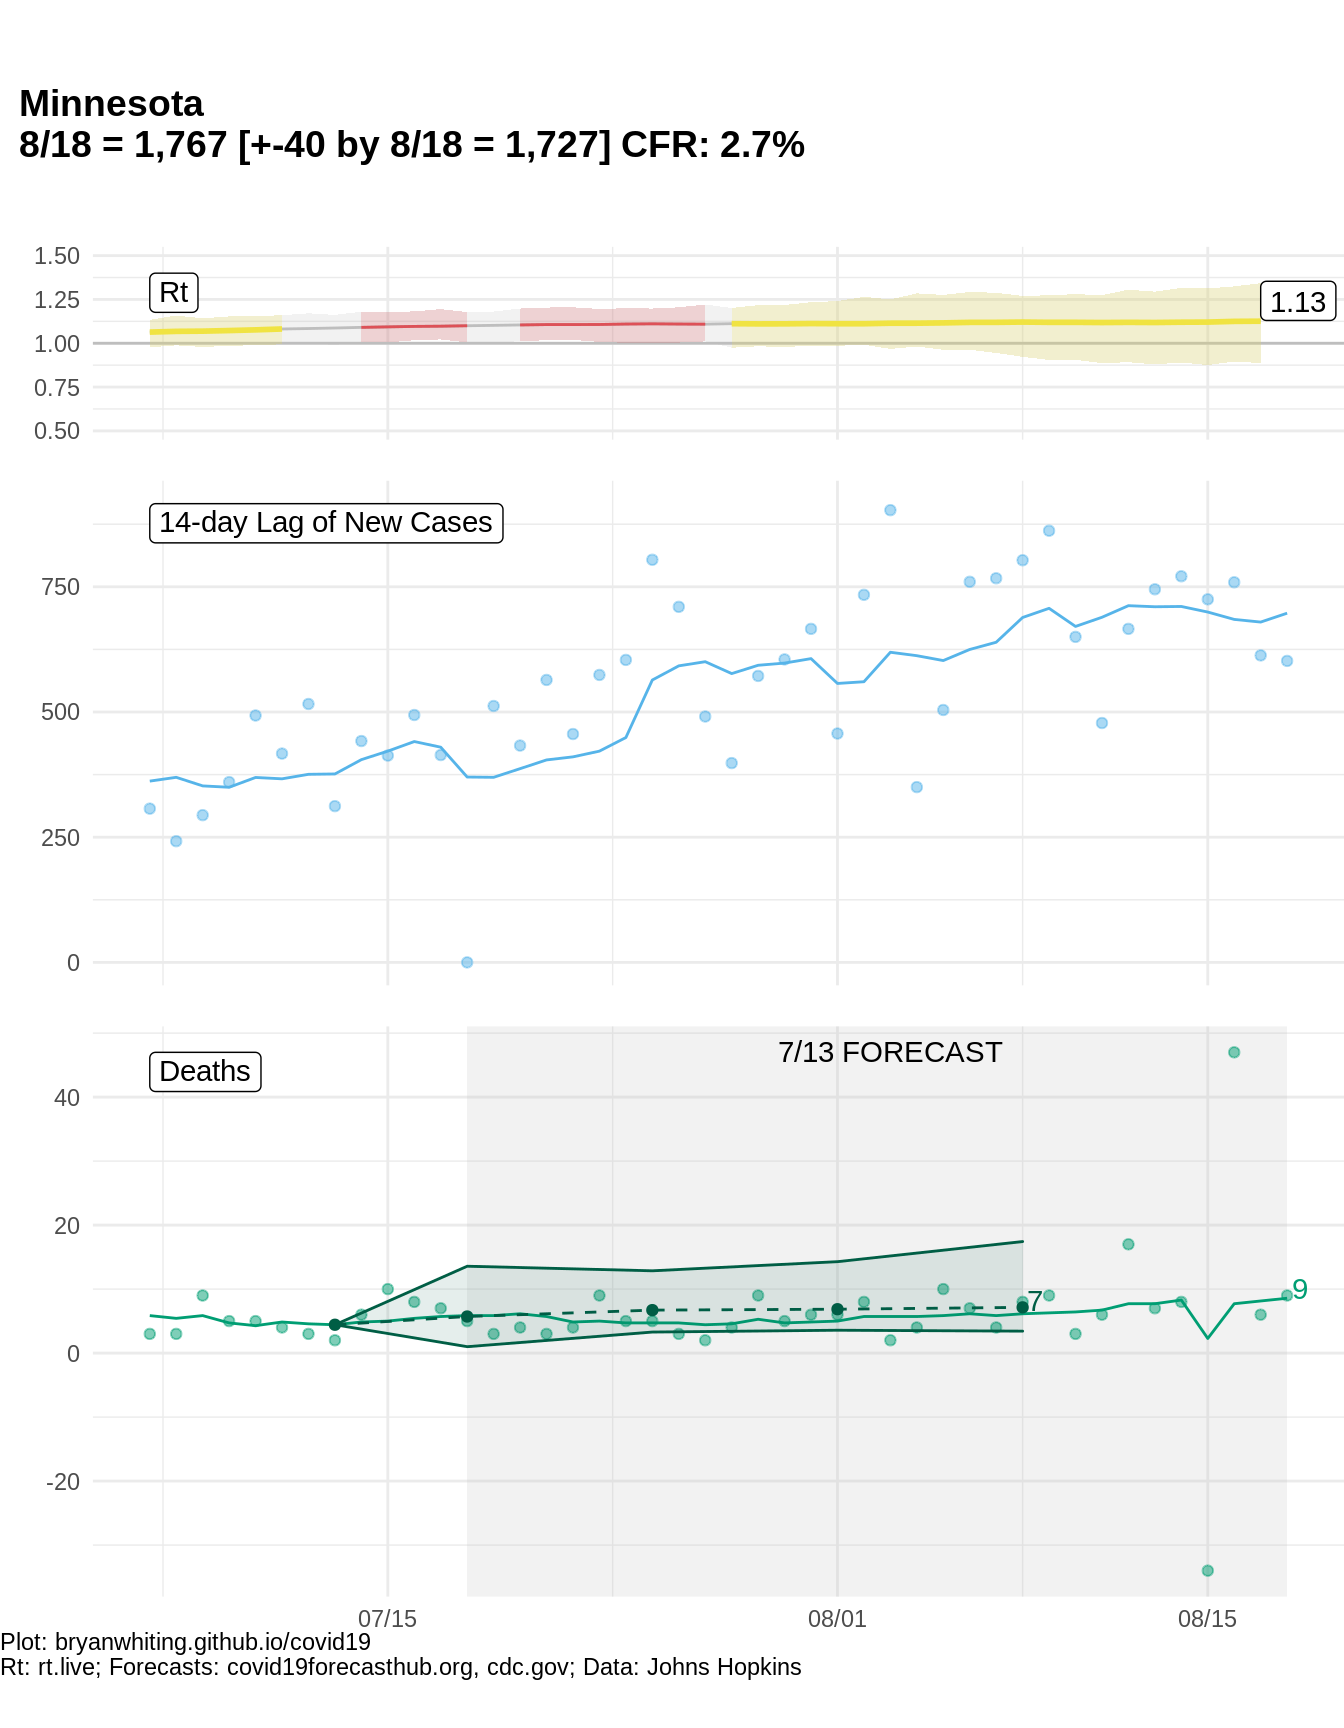 Minnesota
8/18 = 1,767 [+-40 by 8/18 = 1,727] CFR: 2.7%
1.50
1.25
1.00
0.75
0.50
Rt
1.13
14-day Lag of New Cases
750
500
250
0
7/13 FORECAST
Deaths
40
20
0
-20
7
9
07/15
08/01
08/15
Plot: bryanwhiting.github.io/covid19
Rt: rt.live; Forecasts: covid19forecasthub.org, cdc.gov; Data: Johns Hopkins